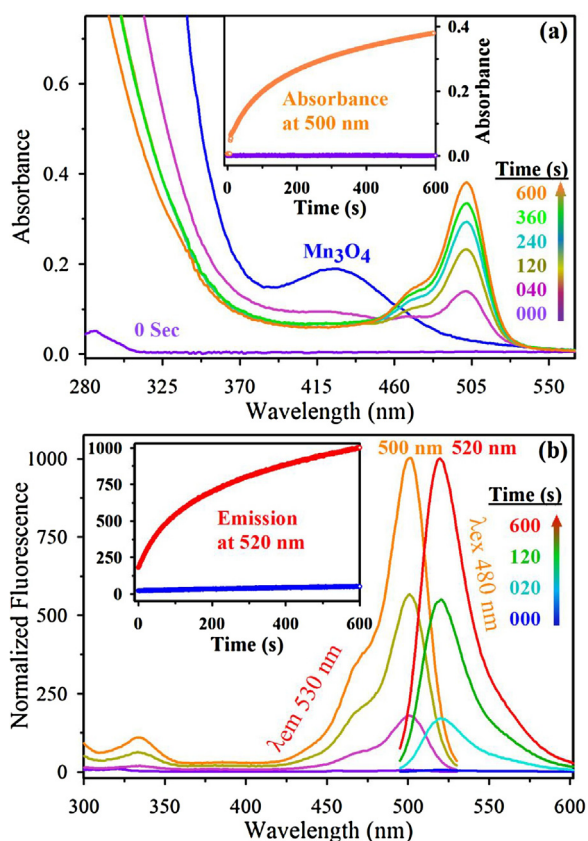 (a)
0.6
0.4
0.2
0.0
Absorbance
280
325
370
415
460
505
550
Wavelength (nm)
0.4
0.2
0.0
Absorbance
Absorbance
at 500 nm
0
200
400
600
Time (s)
Mn3O4
0 Sec
Time (s)
600
360
240
120
040
000
(b)
500 nm
520 nm
1000
750
500
250
0
Normalized Fluorescence
300
350
400
450
500
550
600
Wavelength (nm)
1000
750
500
250
0
Emission
at 520 nm
0
200
400
600
Time (s)
λem 530 nm
λex 480 nm
Time (s)
600
120
020
000